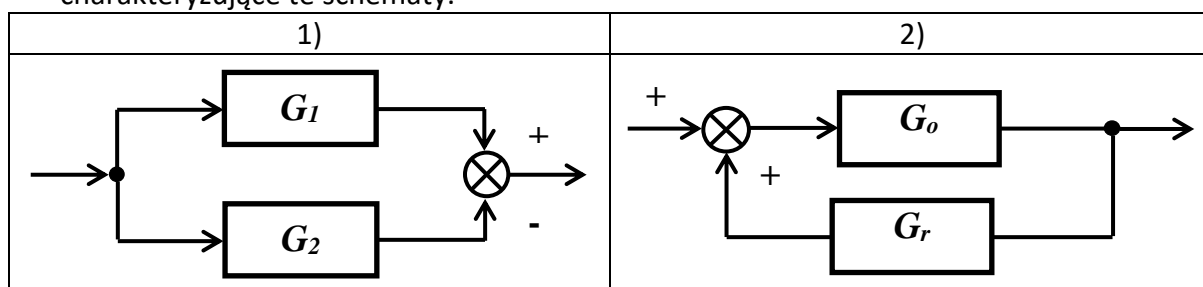 charakteryzujące te schematy:
1)
2)
G1
+
-
G2
+
+
Go
Gr